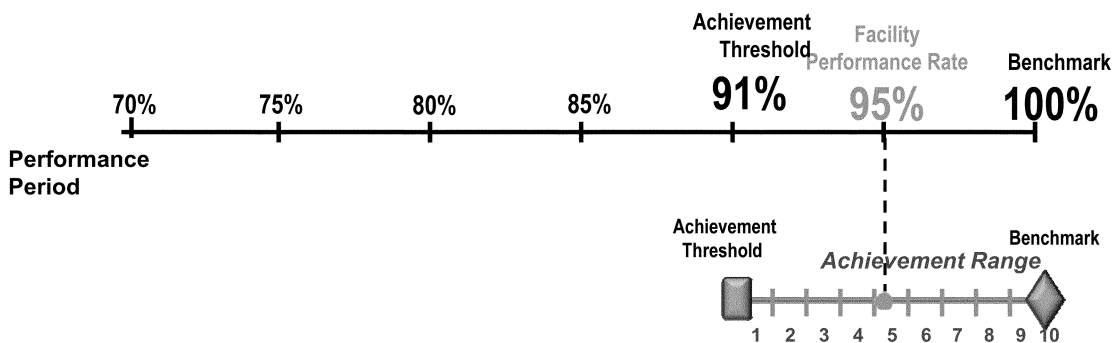 Achievement
Threshold
Facility
Performance Rate
Benchmark
70%
75%
80%
85%
91%
95%
100%
Performance
Period
Achievement
Threshold
Benchmark
Achievement Range
1 2 3 4 5 6 7 8 9 10